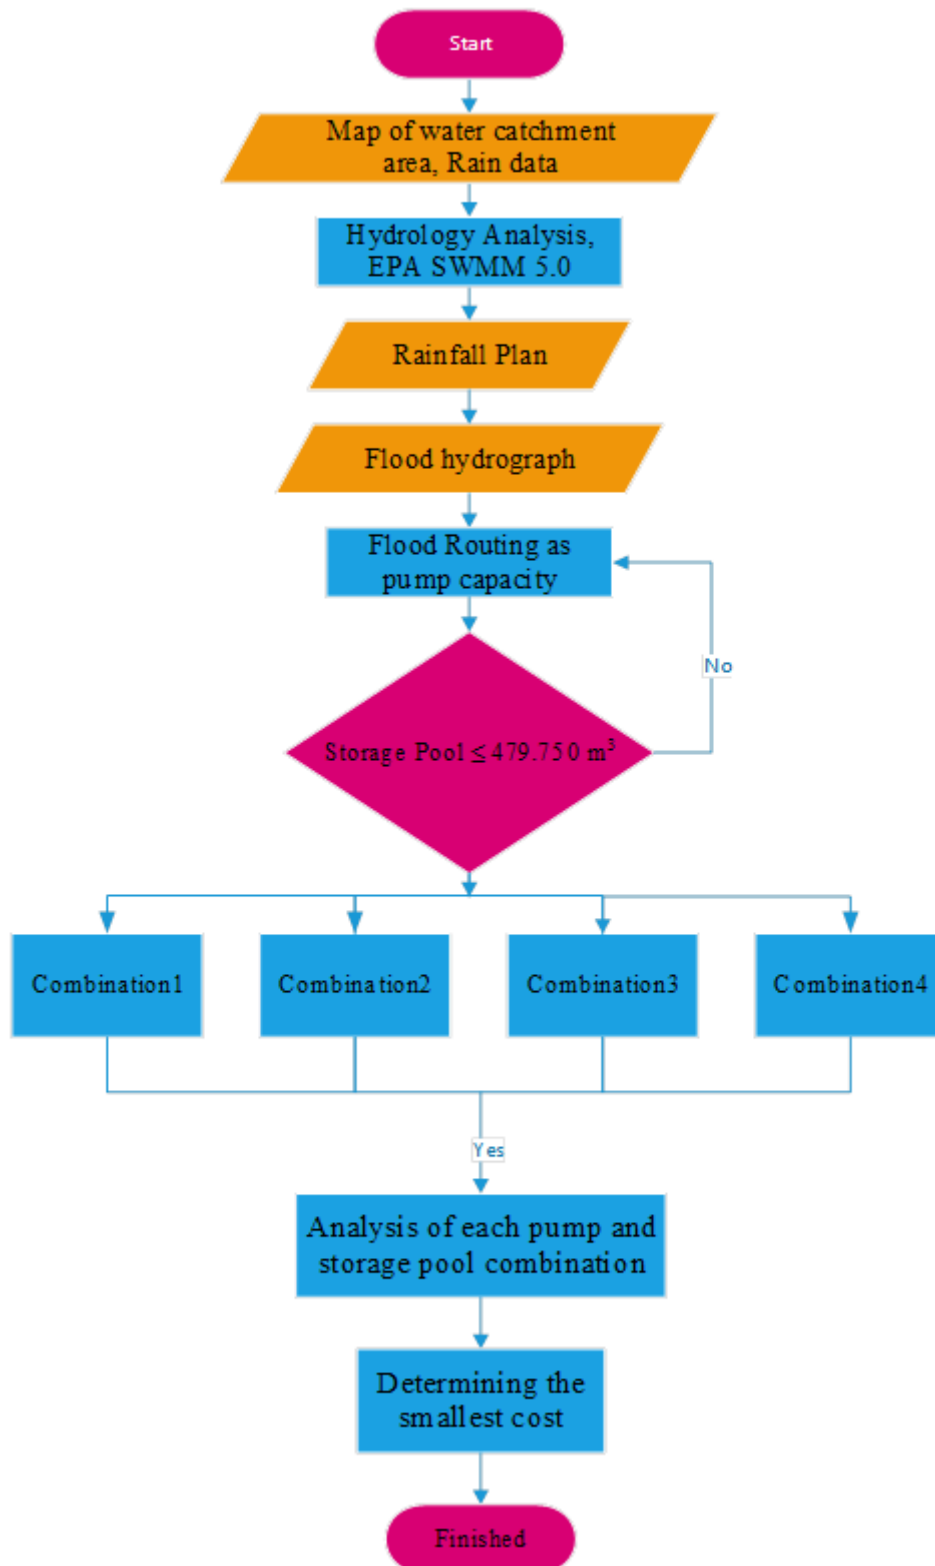 Start
Map of water catchment
area, Rain data
Hydrology Analysis,
EPA SWMM 5.0
Rainfall Plan
Flood hydrograph
Flood Routing as
pump capacity
No
Storage Pool ≤ 479.750 m³
Combination1
Combination2
Combination3
Combination4
Yes
Analysis of each pump and
storage pool combination
Determining the
smallest cost
Finished